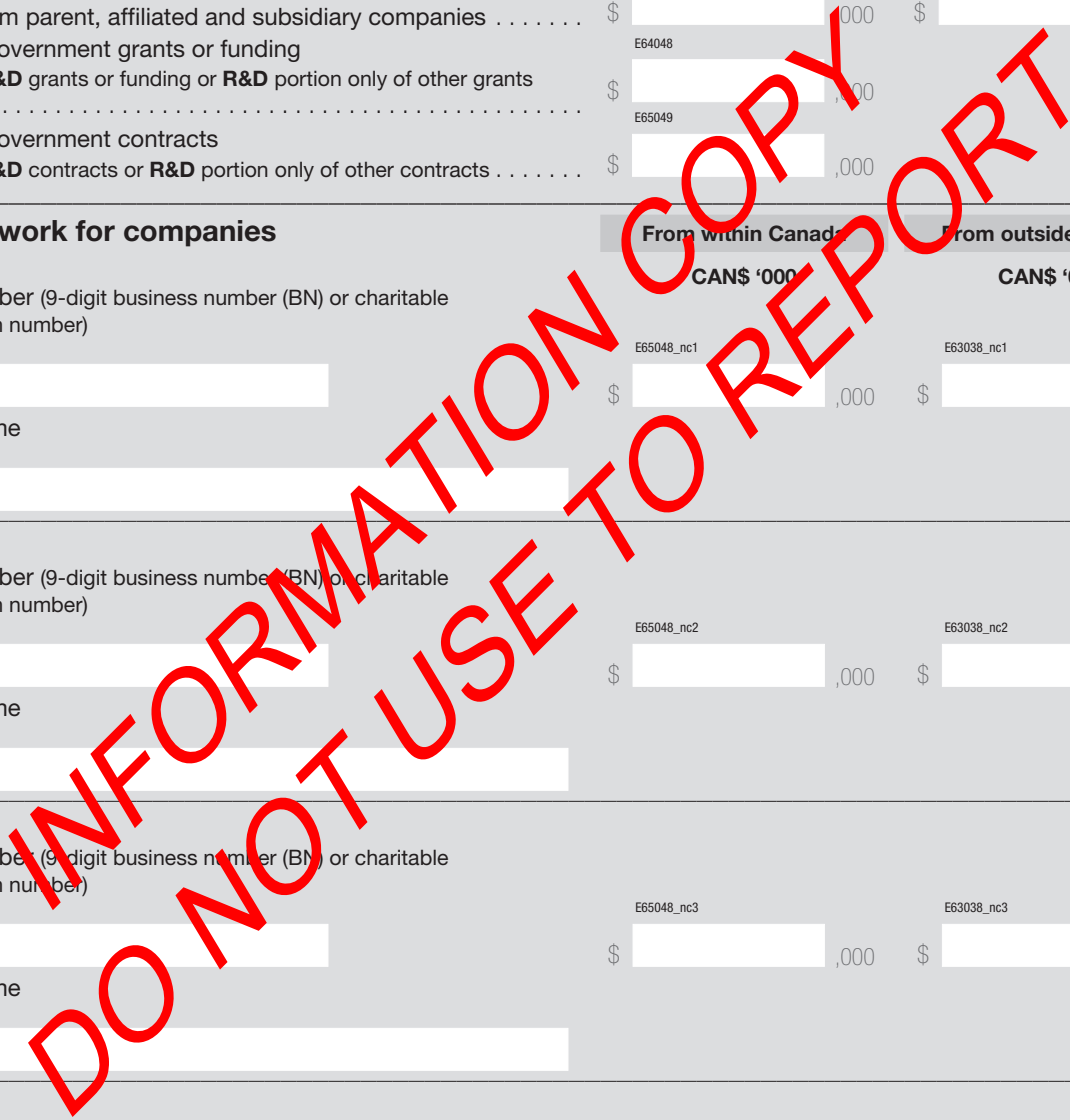 m parent, affiliated and subsidiary companies . . . . . . . $ ,000 $
overnment grants or funding
E64048
&D grants or funding or R&D portion only of other grants
. . . . . . . . . . . . . . . . . . . . . . . . . . . . . . . . . . . . . . . . . . . . . . . . . . . . . $ ,000
overnment contracts
E65049
&D contracts or R&D portion only of other contracts . . . . . . . $ ,000
work for companies
From within Canada From outside
CAN$ ‘000 CAN$ ‘0
ber (9-digit business number (BN) or charitable
n number)
E65048_nc1 E63038_nc1
$ ,000 $
me
ber (9-digit business number (BN) or charitable
n number)
E65048_nc2 E63038_nc2
$ ,000 $
me
ber (9-digit business number (BN) or charitable
n number)
E65048_nc3 E63038_nc3
$ ,000 $
me
INFORMATION COPY
DO NOT USE TO REPORT